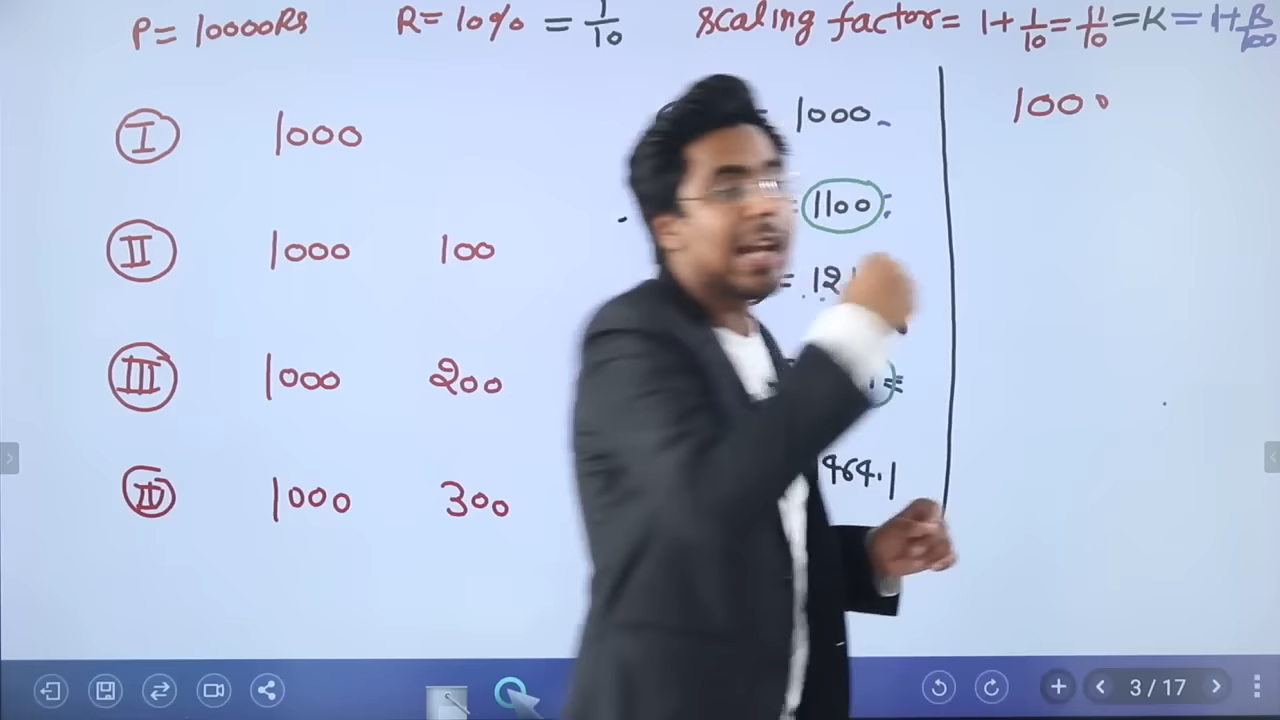 P = 10000Rs R = 10% = 1/10 scaling factor = 1 + 1/10 = 11/10 = K = 1 + R/100
I 1000 1000 1000
II 1000 100 = 1100
III 1000 200
IV 1000 300 464.1
3 / 17